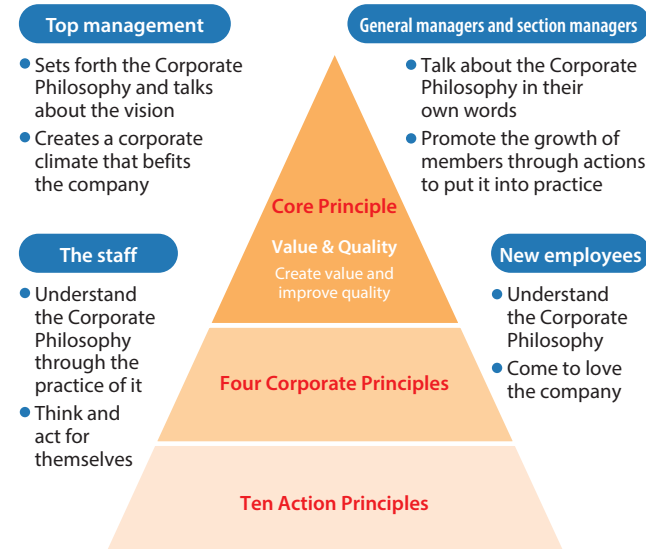 Top management
● Sets forth the Corporate
Philosophy and talks
about the vision
● Creates a corporate
climate that befits
the company
General managers and section managers
● Talk about the Corporate
Philosophy in their
own words
● Promote the growth of
members through actions
to put it into practice
The staff
● Understand
the Corporate
Philosophy
through the
practice of it
● Think and
act for
themselves
New employees
● Understand
the Corporate
Philosophy
● Come to love
the company
Core Principle
Value & Quality
Create value and
improve quality
Four Corporate Principles
Ten Action Principles